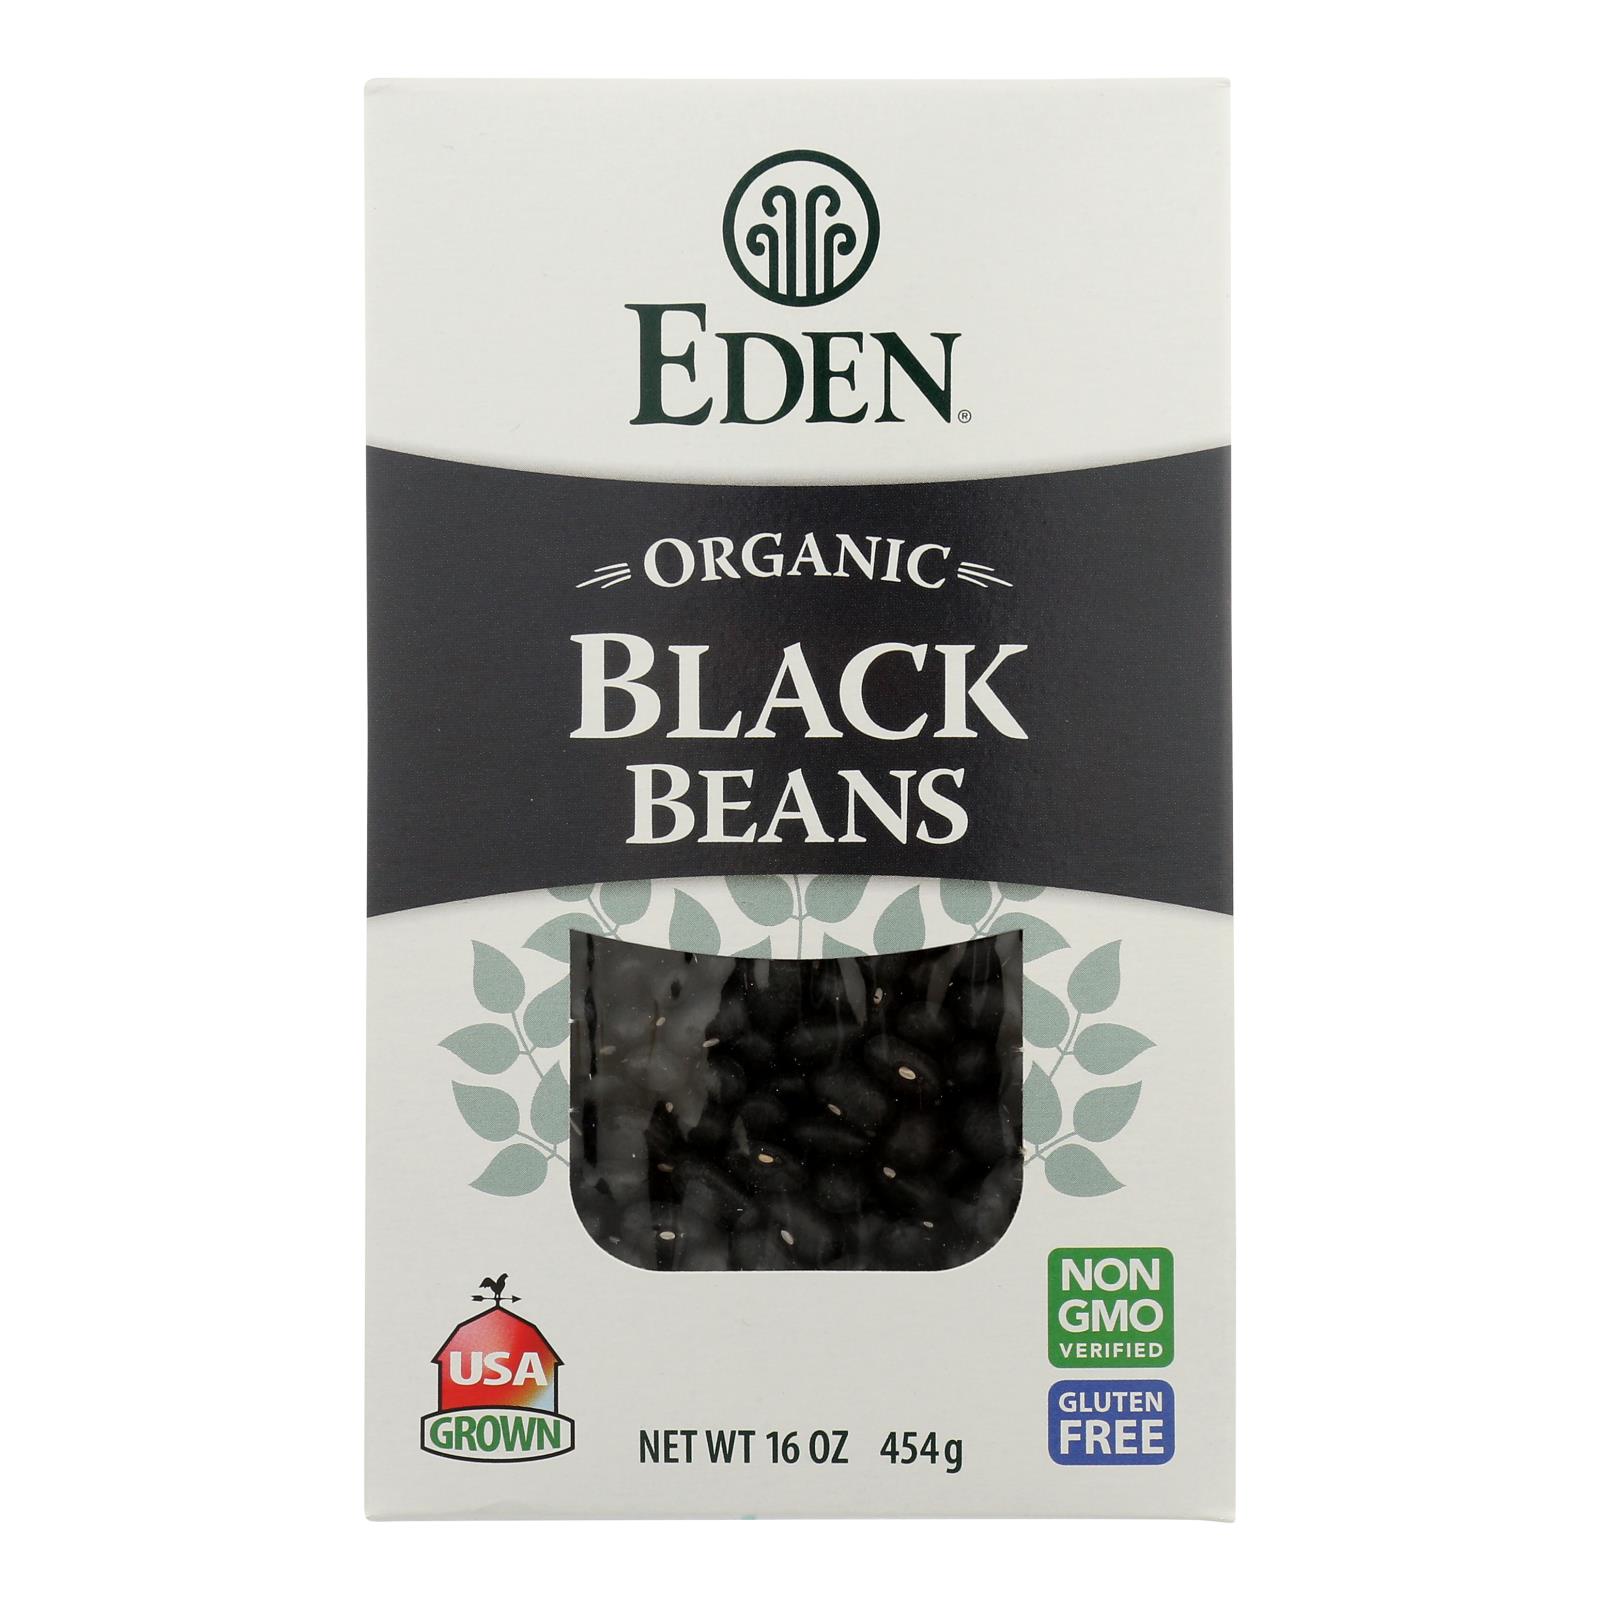 EDEN®
ORGANIC
BLACK
BEANS
USA
GROWN
NET WT 16 OZ 454g
NON
GMO
VERIFIED
GLUTEN
FREE